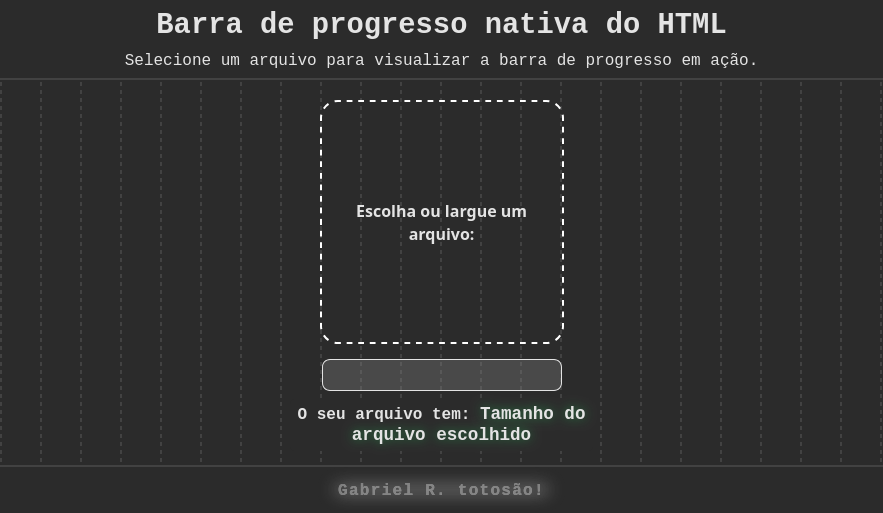 Barra de progresso nativa do HTML
Selecione um arquivo para visualizar a barra de progresso em ação.
Escolha ou largue um
arquivo:
O seu arquivo tem: Tamanho do
arquivo escolhido
Gabriel R. totosão!